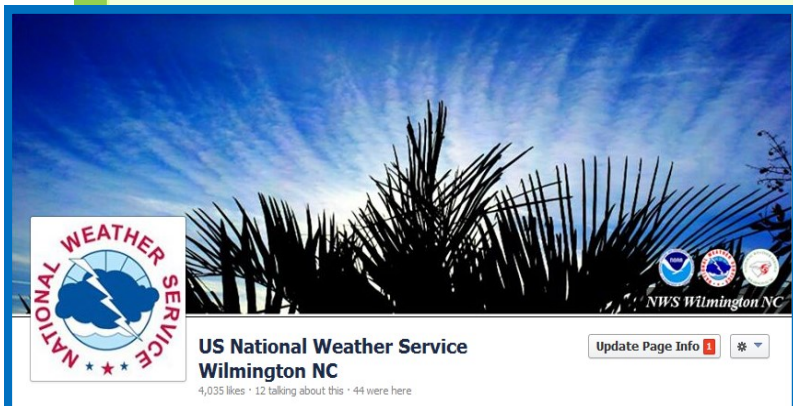 NWS Wilmington NC
NATIONAL WEATHER SERVICE
US National Weather Service
Wilmington NC
4,035 likes · 12 talking about this · 44 were here
Update Page Info 1